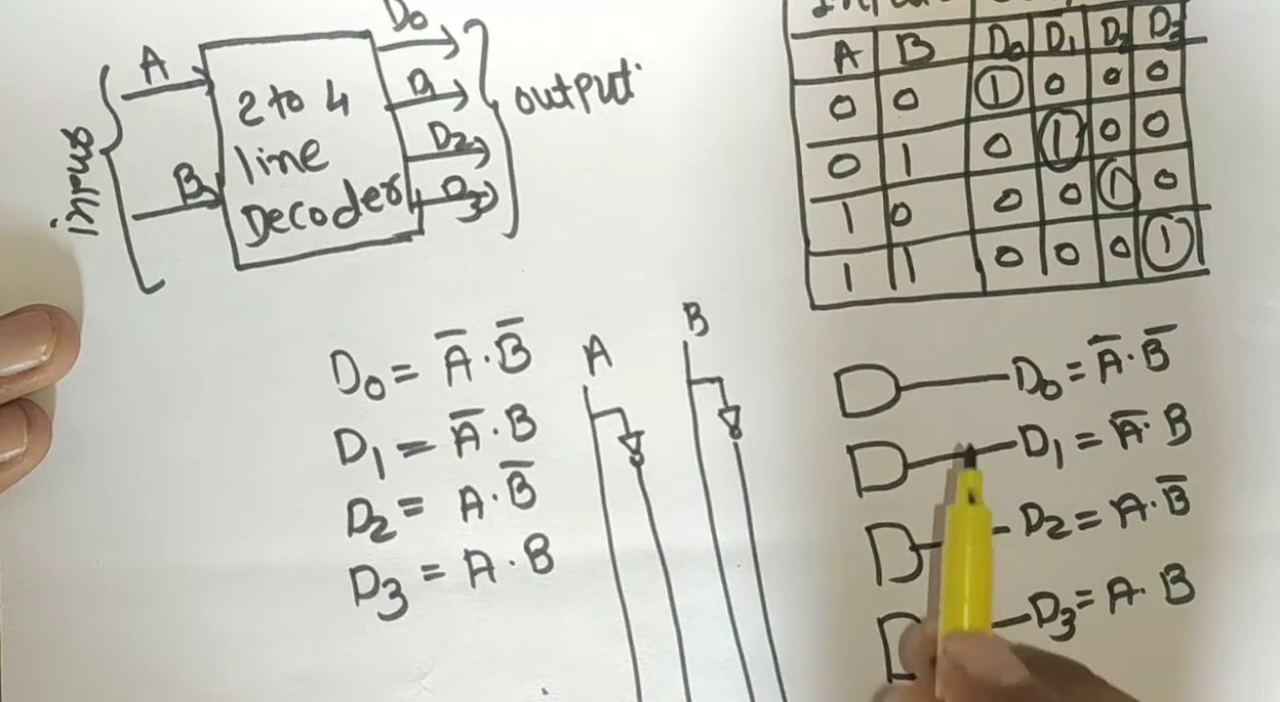 D0
A
D1
2 to 4
line
Decoder
D2
B
D3
inputs
output
A B D0 D1 D2 D3
0 0 1 0 0 0
0 1 0 1 0 0
1 0 0 0 1 0
1 1 0 0 0 1
D0 = A̅ . B̅
D1 = A̅ . B
D2 = A . B̅
D3 = A . B
A
B
D0 = A̅ . B̅
D1 = A̅ . B
D2 = A . B̅
D3 = A . B